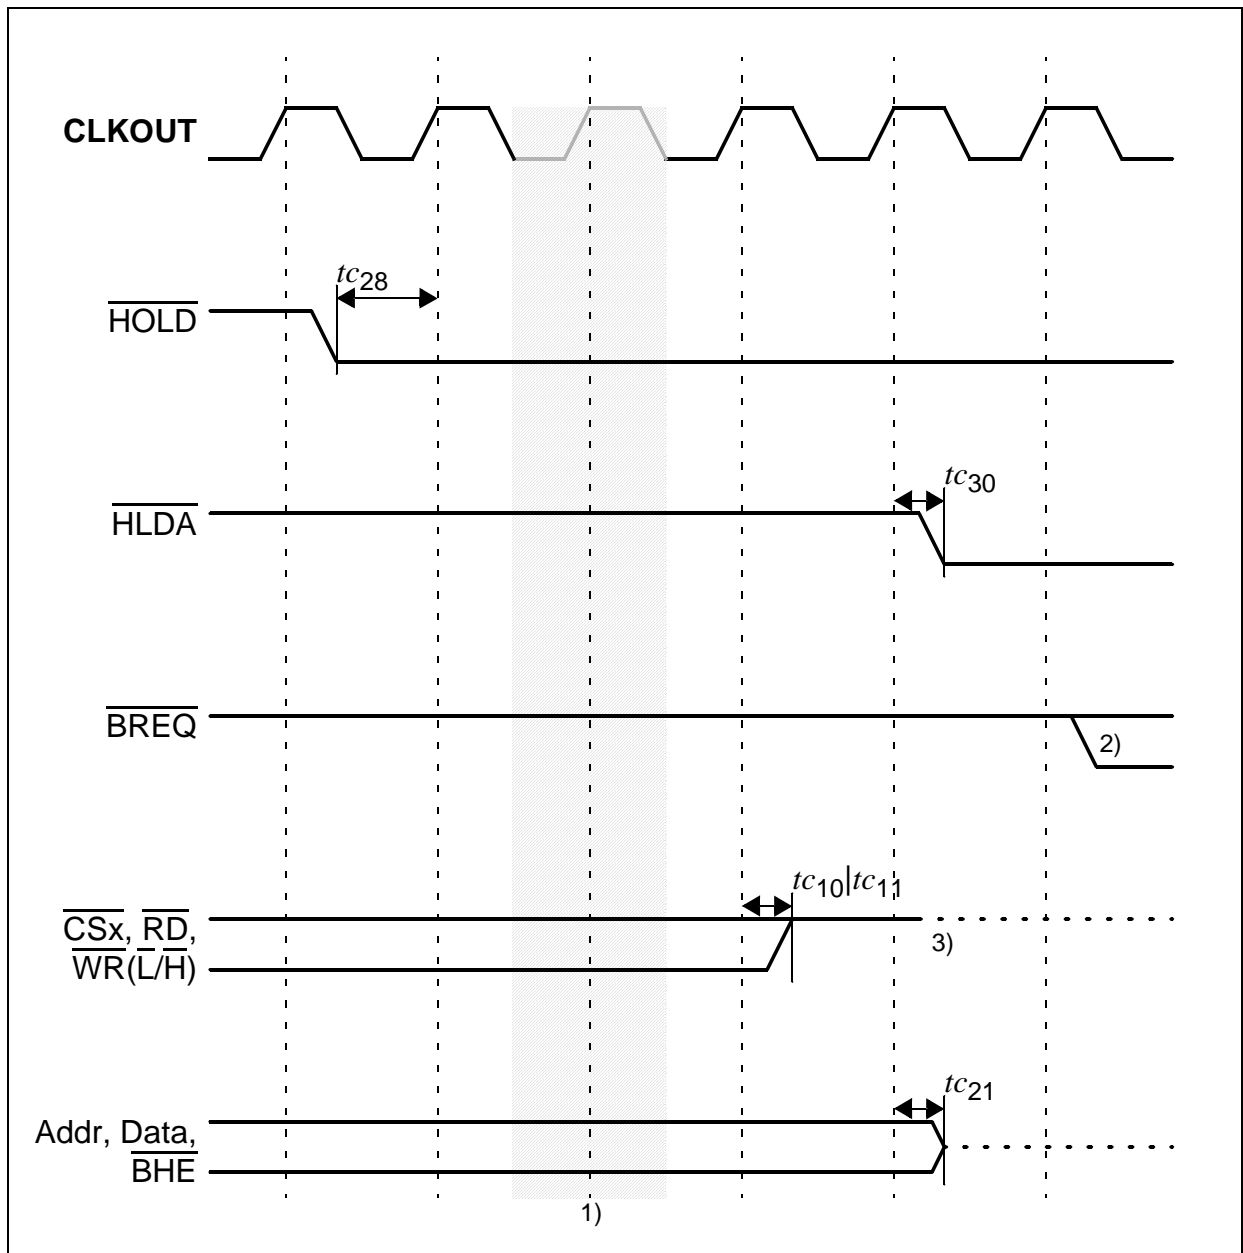 CLKOUT
tc28
HOLD
tc30
HLDA
BREQ
2)
tc10|tc11
CSx, RD,
WR(L/H)
3)
tc21
Addr, Data,
BHE
1)